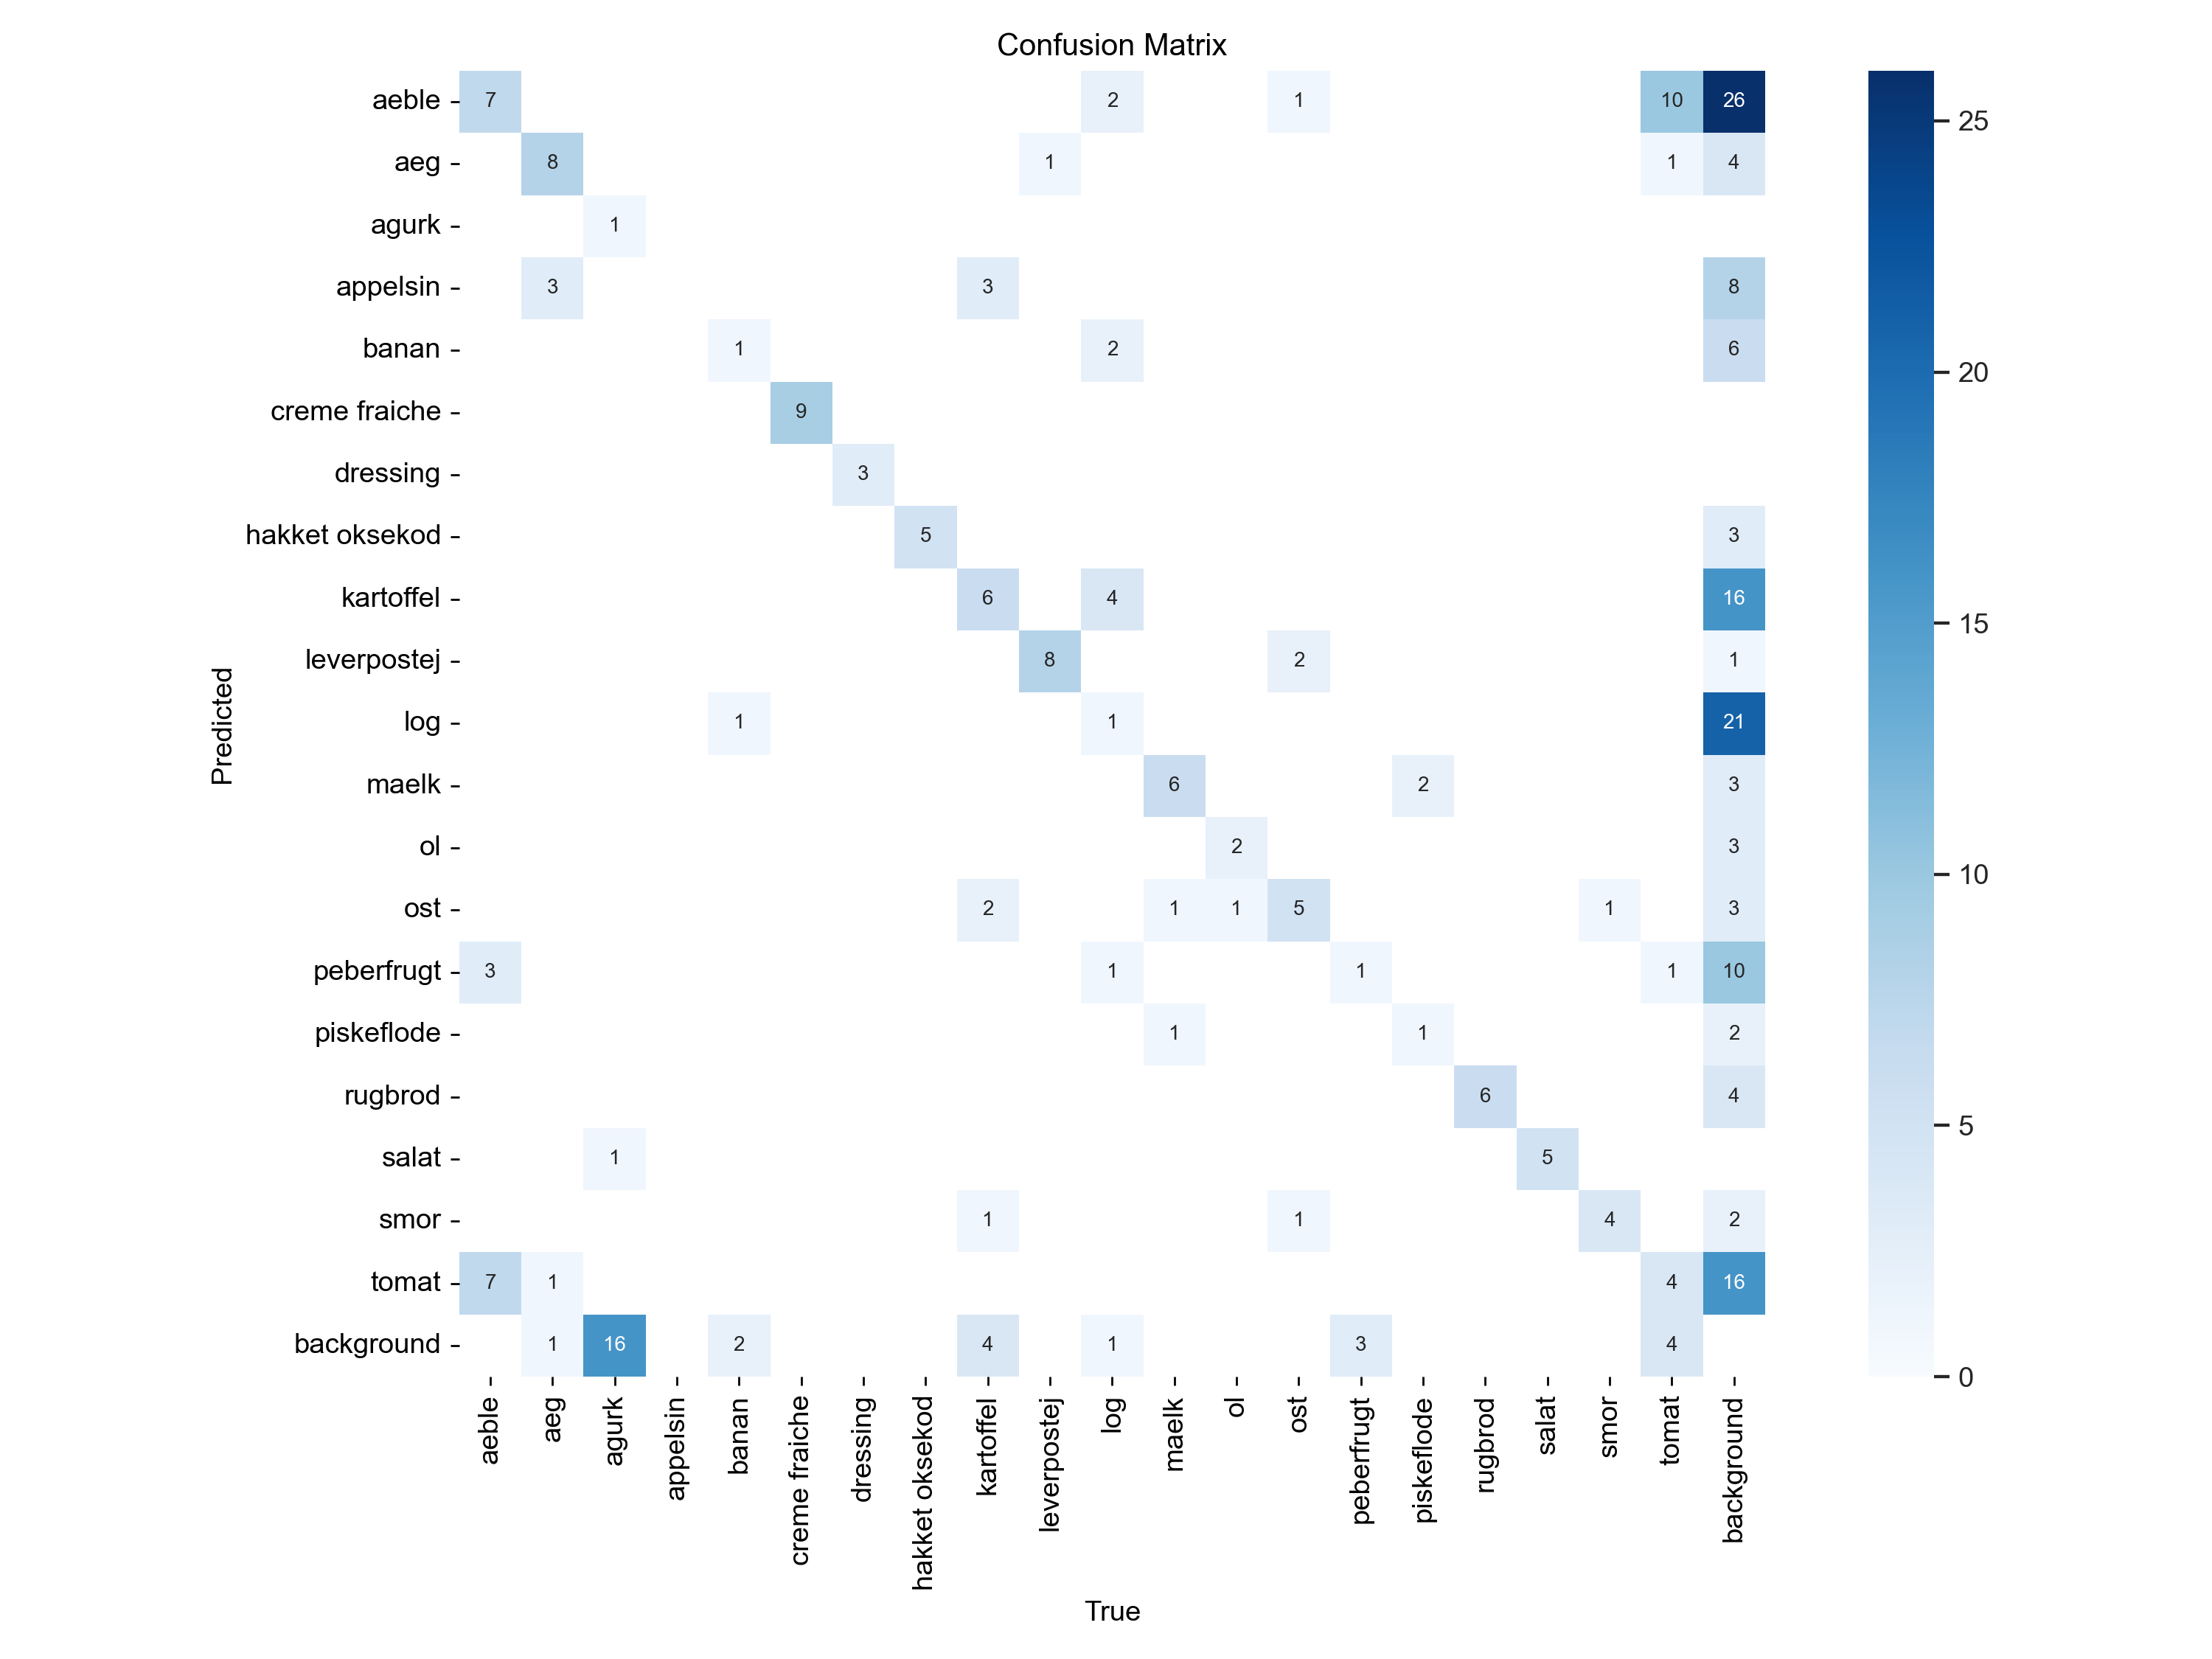 Confusion Matrix
aeble 7 2 1 10 26
aeg 8 1 1 4
agurk 1
appelsin 3 3 8
banan 1 2 6
creme fraiche 9
dressing 3
hakket oksekod 5 3
kartoffel 6 4 16
leverpostej 8 2 1
log 1 1 21
maelk 6 2 3
ol 2 3
ost 2 1 1 5 1 3
peberfrugt 3 1 1 1 10
piskeflode 1 1 2
rugbrod 6 4
salat 1 5
smor 1 1 4 2
tomat 7 1 4 16
background 1 16 2 4 1 3 4
Predicted
aeble
aeg
agurk
appelsin
banan
creme fraiche
dressing
hakket oksekod
kartoffel
leverpostej
log
maelk
ol
ost
peberfrugt
piskeflode
rugbrod
salat
smor
tomat
background
True
25
20
15
10
5
0